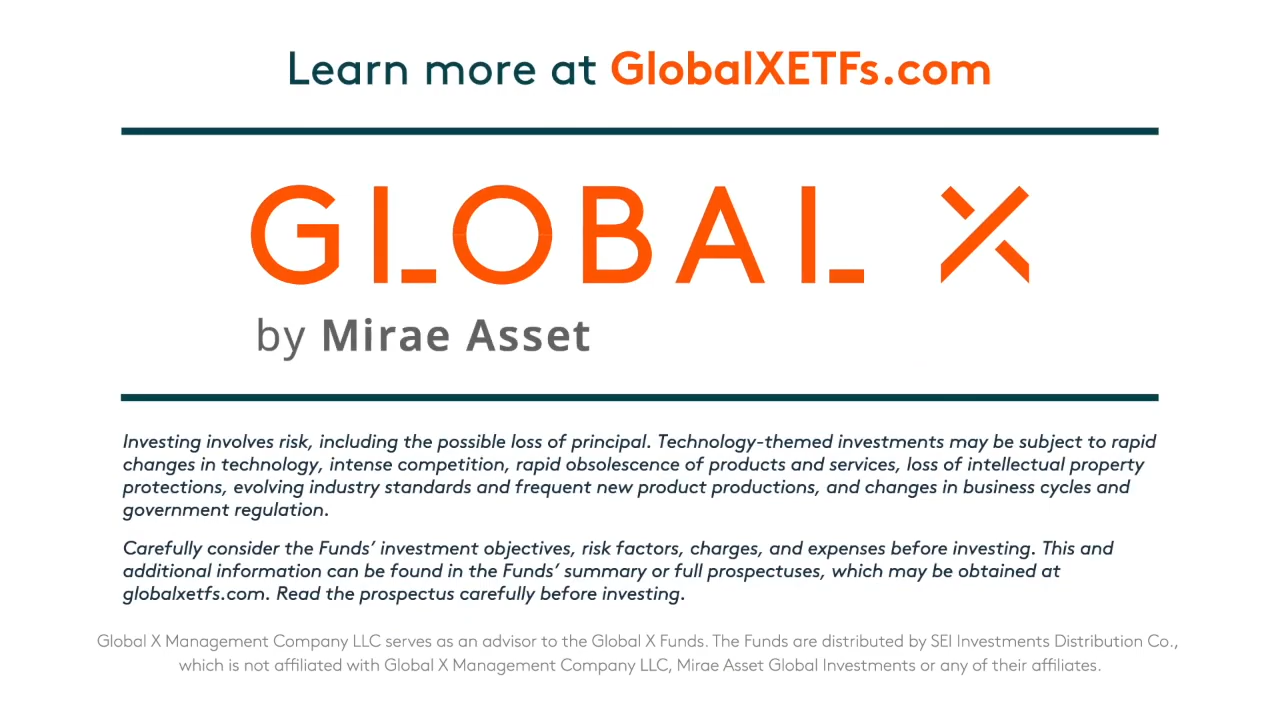 Learn more at GlobalXETFs.com
GLOBAL X
by Mirae Asset
Investing involves risk, including the possible loss of principal. Technology-themed investments may be subject to rapid
changes in technology, intense competition, rapid obsolescence of products and services, loss of intellectual property
protections, evolving industry standards and frequent new product productions, and changes in business cycles and
government regulation.
Carefully consider the Funds’ investment objectives, risk factors, charges, and expenses before investing. This and
additional information can be found in the Funds’ summary or full prospectuses, which may be obtained at
globalxetfs.com. Read the prospectus carefully before investing.
Global X Management Company LLC serves as an advisor to the Global X Funds. The Funds are distributed by SEI Investments Distribution Co.,
which is not affiliated with Global X Management Company LLC, Mirae Asset Global Investments or any of their affiliates.